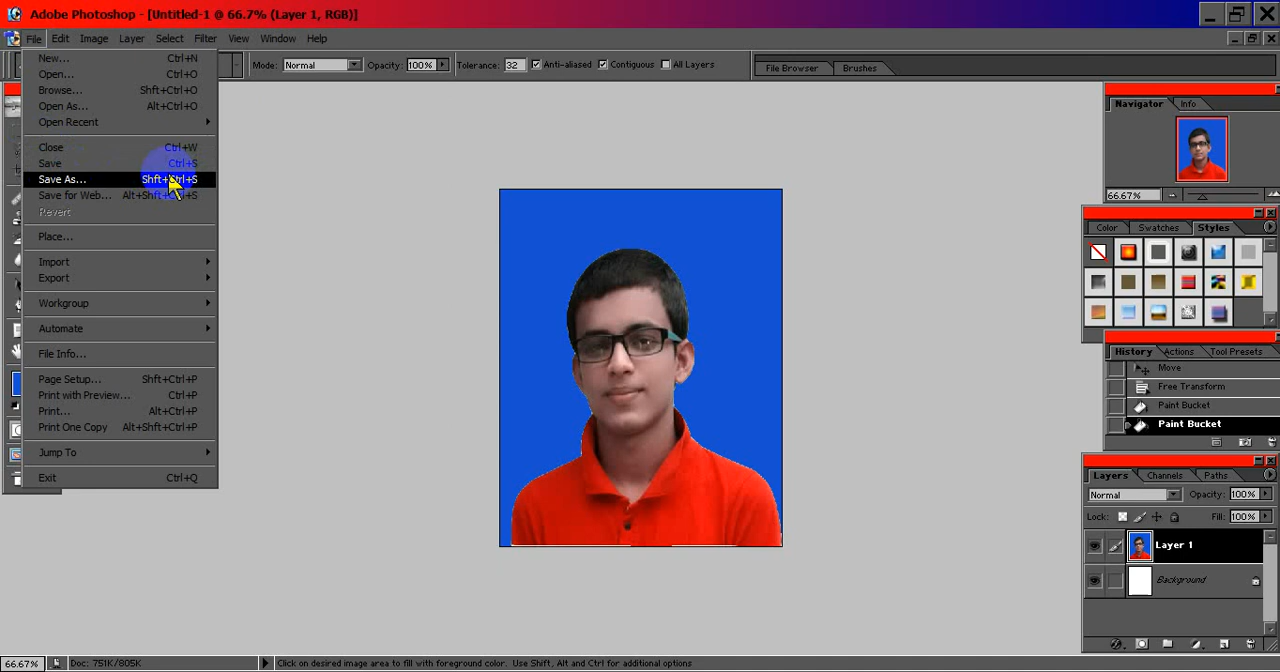 Adobe Photoshop - [Untitled-1 @ 66.7% (Layer 1, RGB)]
File Edit Image Layer Select Filter View Window Help
Mode: Normal Opacity: 100% Tolerance: 32 Anti-aliased Contiguous All Layers File Browser Brushes
New... Ctrl+N
Open... Ctrl+O
Browse... Shft+Ctrl+O
Open As... Alt+Ctrl+O
Open Recent
Close Ctrl+W
Save Ctrl+S
Save As... Shft+Ctrl+S
Save for Web... Alt+Shft+Ctrl+S
Revert
Place...
Import
Export
Workgroup
Automate
File Info...
Page Setup... Shft+Ctrl+P
Print with Preview... Ctrl+P
Print... Alt+Ctrl+P
Print One Copy Alt+Shft+Ctrl+P
Jump To
Exit Ctrl+Q
Navigator Info
66.67%
Color Swatches Styles
History Actions Tool Presets
Move
Free Transform
Paint Bucket
Paint Bucket
Layers Channels Paths
Normal Opacity: 100%
Lock: Fill: 100%
Layer 1
Background
66.67% Doc: 751K/805K Click on desired image area to fill with foreground color. Use Shift, Alt and Ctrl for additional options